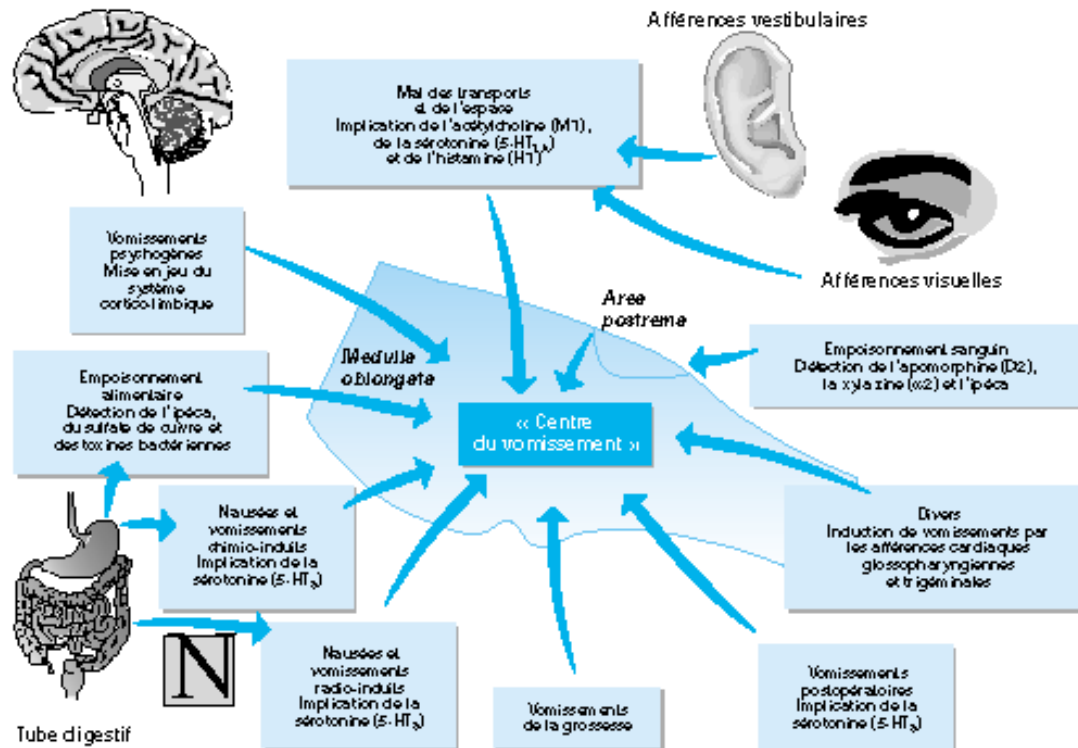 Afférences vestibulaires
Mal des transports
et de l'espace
Implication de l'acétylcholine (M1),
de la sérotonine (5-HT1A)
et de l'histamine (H1)
Afférences visuelles
Vomissements
psychogènes
Mise en jeu du
système
cortico-limbique
Area
postrema
Medulla
oblongata
Empoisonnement sanguin
Détection de l'apomorphine (D2),
la xylazine (α2) et l'ipéca
Empoisonnement
alimentaire
Détection de l'ipéca,
du sulfate de cuivre et
des toxines bactériennes
« Centre
du vomissement »
Nausées et
vomissements
chimio-induits
Implication de la
sérotonine (5-HT3)
Divers
Induction de vomissements par
les afférences cardiaques
glossopharyngiennes
et trigéminales
N
Nausées et
vomissements
radio-induits
Implication de la
sérotonine (5-HT3)
Vomissements
de la grossesse
Vomissements
postopératoires
Implication de la
sérotonine (5-HT3)
Tube digestif